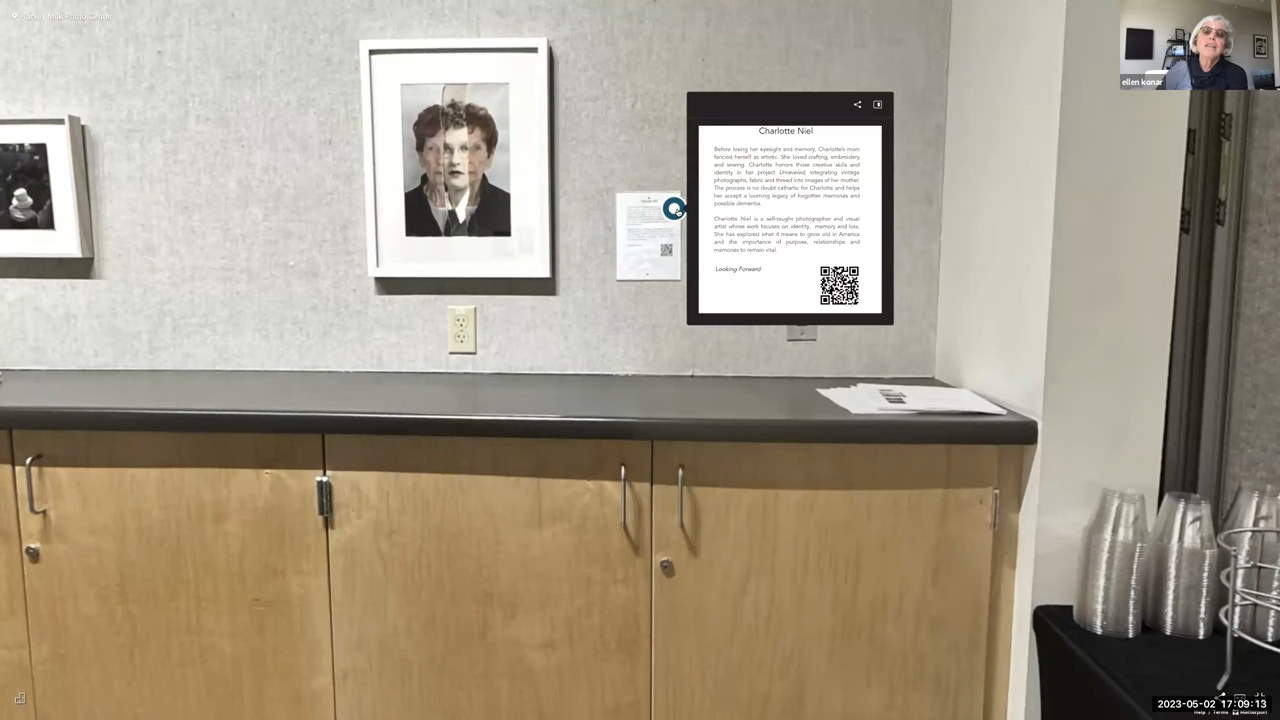 Harvey Milk Photo Center
ellen konar
Charlotte Niel
Before losing her eyesight and memory, Charlotte's mom
fancied herself as artistic. She loved crafting, embroidery
and sewing. Charlotte honors those creative skills and
identity in her project Unraveled, integrating vintage
photographs, fabric and thread into images of her mother.
The process is no doubt cathartic for Charlotte and helps
her accept a looming legacy of forgotten memories and
possible dementia.
Charlotte Niel is a self-taught photographer and visual
artist whose work focuses on identity, memory and loss.
She has explored what it means to grow old in America
and the importance of purpose, relationships and
memories to remain vital.
Looking Forward
2023-05-02 17:09:13
Help | Terms Matterport